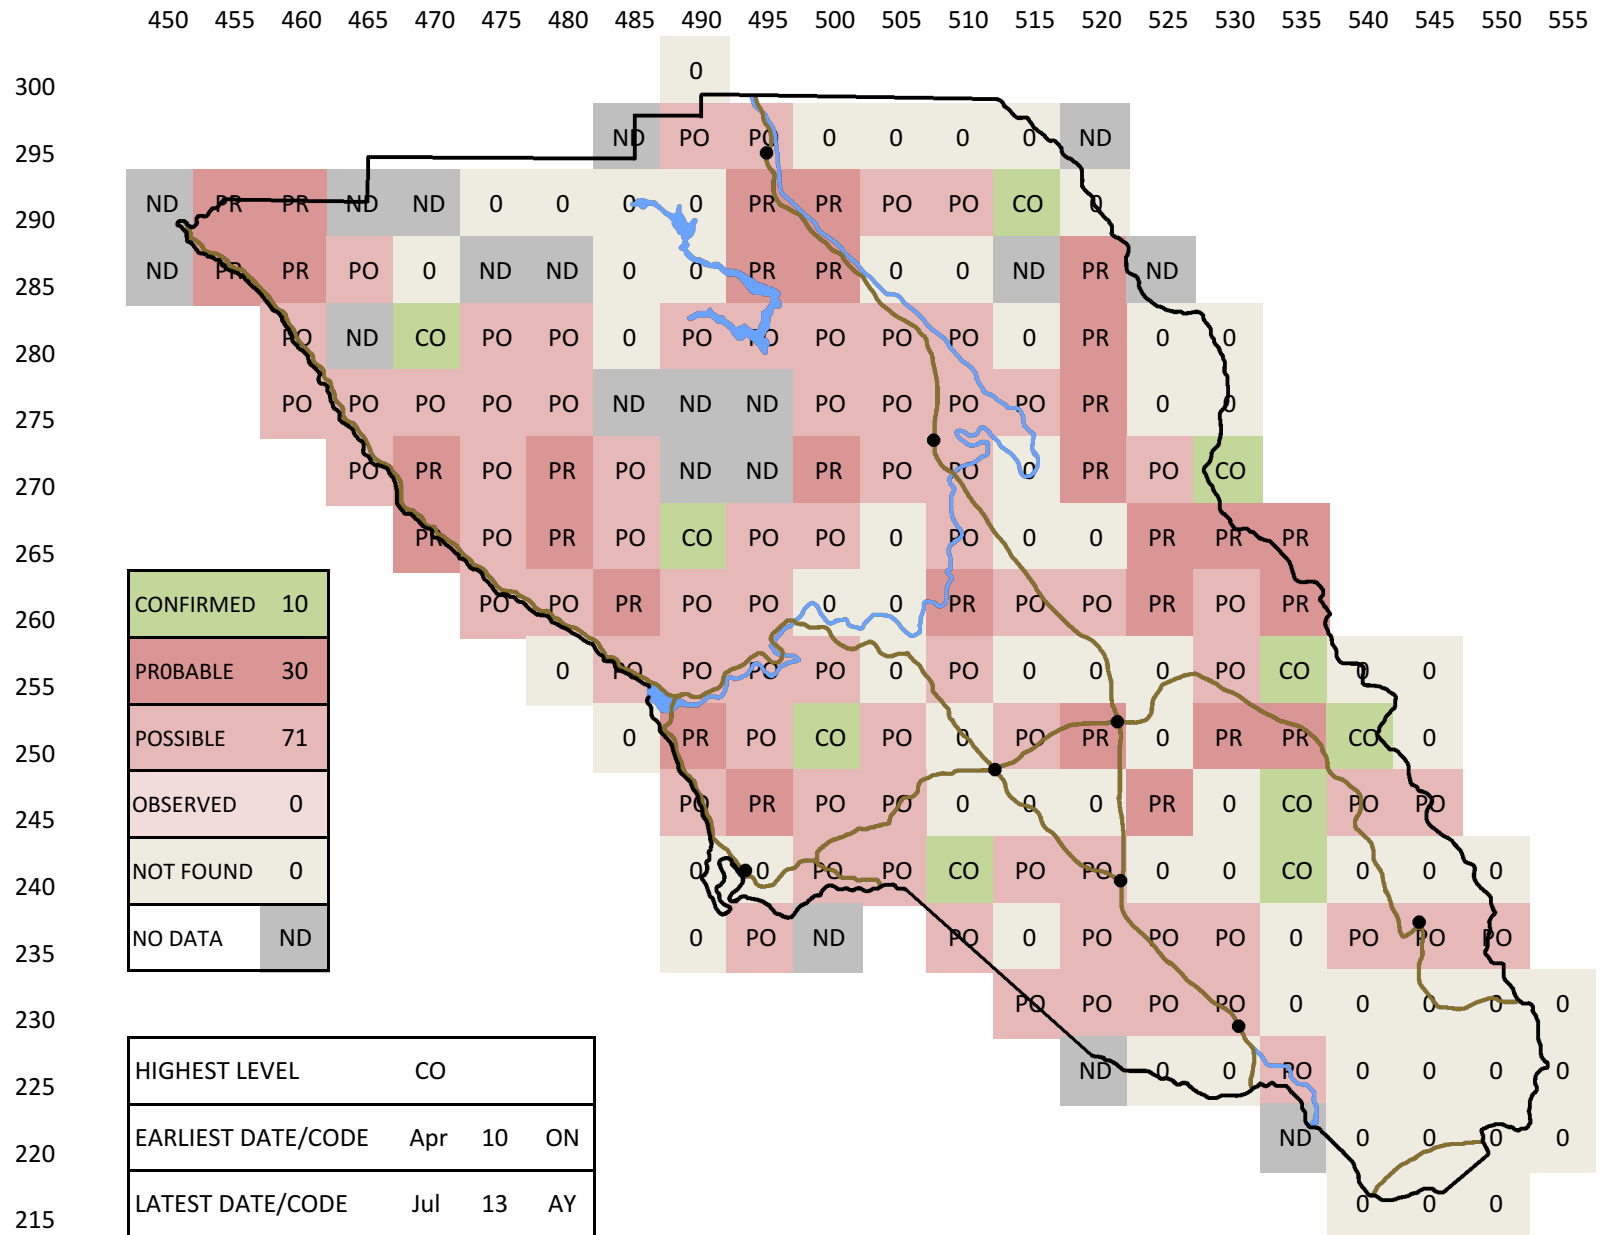 450 455 460 465 470 475 480 485 490 495 500 505 510 515 520 525 530 535 540 545 550 555
0
300
ND PO PO 0 0 0 0 ND
295
ND PR PR ND ND 0 0 0 0 PR PR PO PO CO 0
290
ND PR PR PO 0 ND ND 0 0 PR PR 0 0 ND PR ND
285
PO ND CO PO PO 0 PO PO PO PO PO 0 PR 0 0
280
PO PO PO PO PO ND ND ND PO PO PO PO PR 0 0
275
PO PR PO PR PO ND ND PR PO PO 0 PR PO CO
270
PR PO PR PO CO PO PO 0 PO 0 0 PR PR PR
265
PO PO PR PO PO 0 0 PR PO PO PR PO PR
260
0 PO PO PO PO 0 PO 0 0 0 PO CO 0 0
255
0 PR PO CO PO 0 PO PR 0 PR PR CO 0
250
PO PR PO PO 0 0 0 PR 0 CO PO PO
245
0 0 PO PO CO PO PO 0 0 CO 0 0 0
240
0 PO ND PO 0 PO PO PO 0 PO PO PO
235
PO PO PO PO 0 0 0 0 0
230
ND 0 0 PO 0 0 0 0
225
ND 0 0 0 0
220
0 0 0
215
CONFIRMED 10
PR0BABLE 30
POSSIBLE 71
OBSERVED 0
NOT FOUND 0
NO DATA ND
HIGHEST LEVEL CO
EARLIEST DATE/CODE Apr 10 ON
LATEST DATE/CODE Jul 13 AY